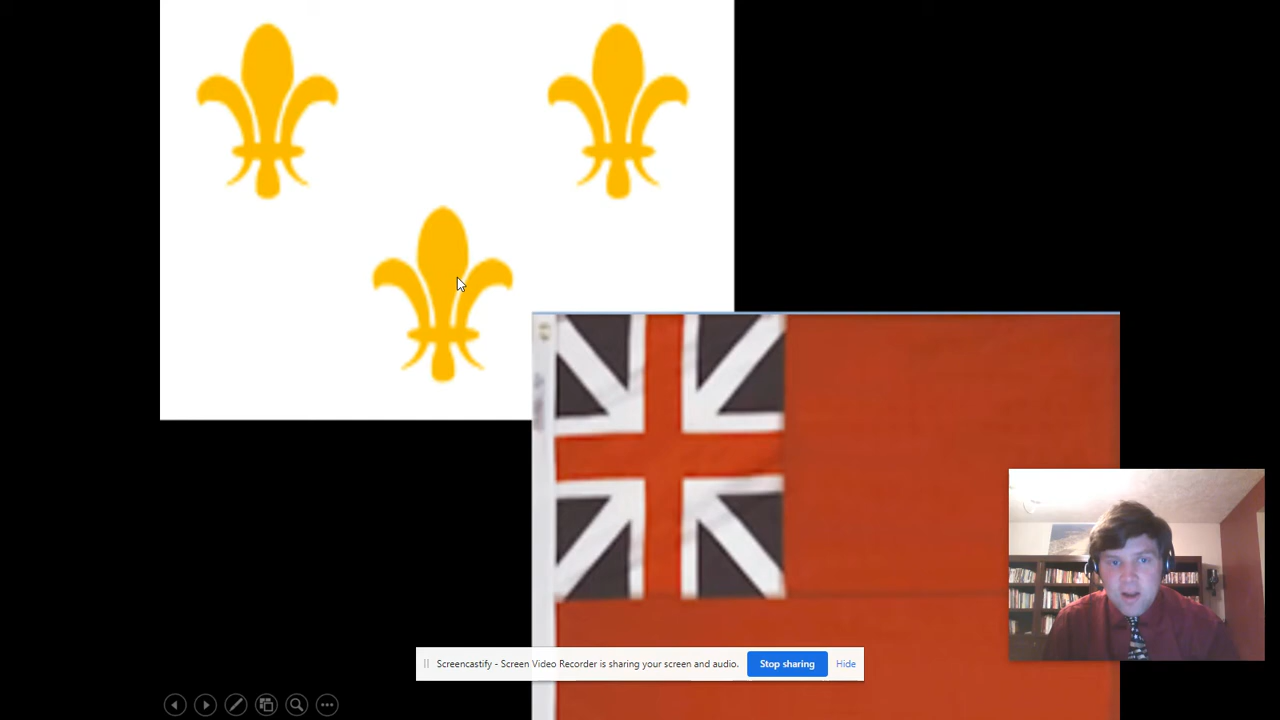 Screencastify - Screen Video Recorder is sharing your screen and audio.
Stop sharing
Hide